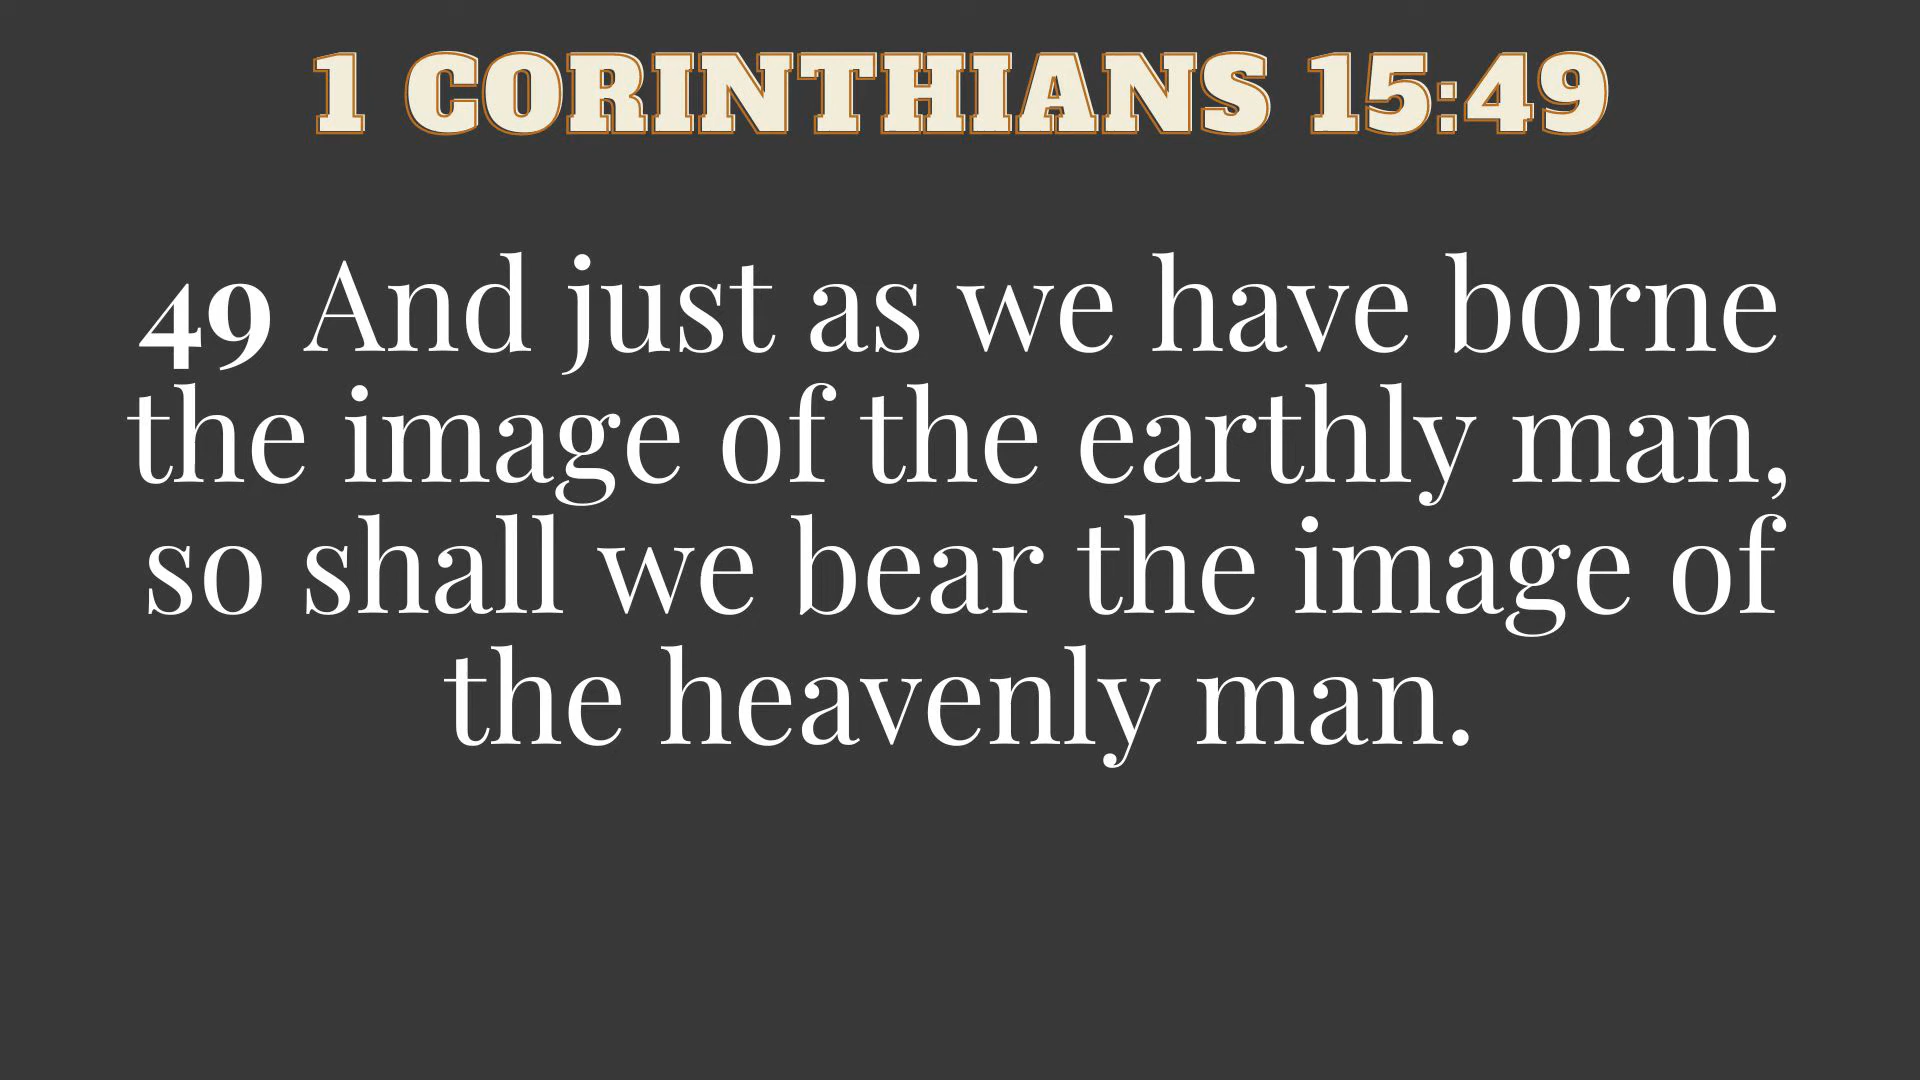 1 CORINTHIANS 15:49
49 And just as we have borne
the image of the earthly man,
so shall we bear the image of
the heavenly man.